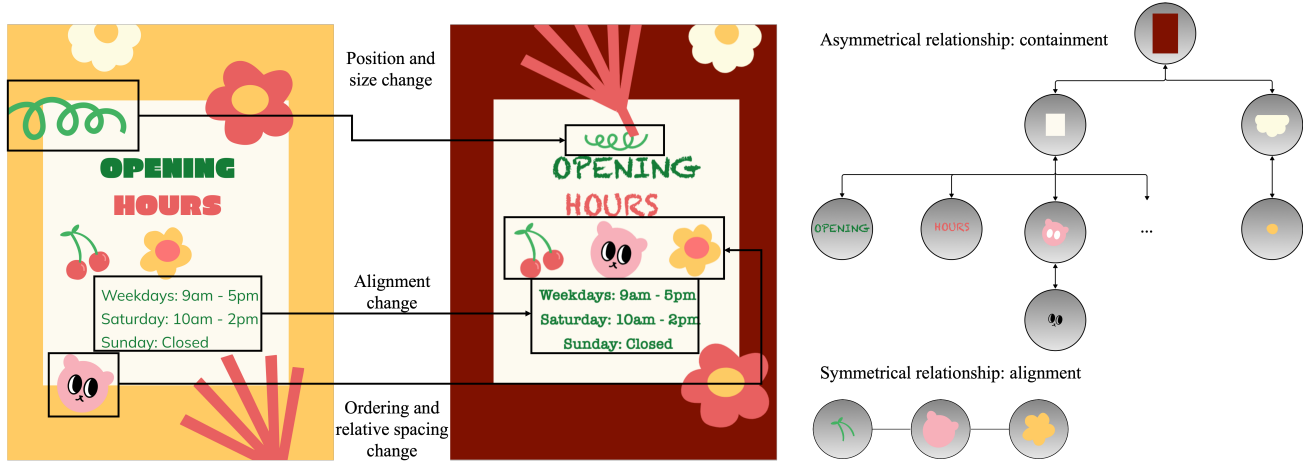 OPENING
HOURS
Weekdays: 9am - 5pm
Saturday: 10am - 2pm
Sunday: Closed
Position and
size change
Alignment
change
Ordering and
relative spacing
change
OPENING
HOURS
Weekdays: 9am - 5pm
Saturday: 10am - 2pm
Sunday: Closed
Asymmetrical relationship: containment
OPENING
HOURS
...
Symmetrical relationship: alignment